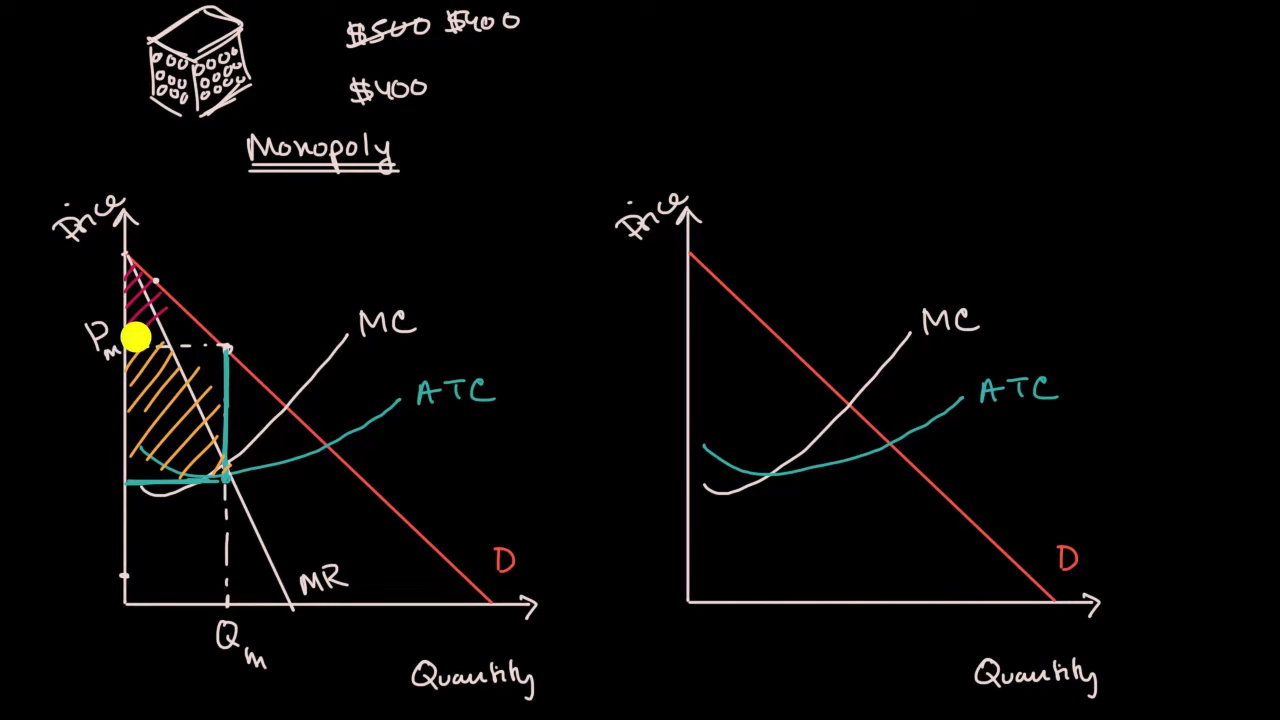 $500 $400
$400
Monopoly
Price
Price
MC
MC
Pm
ATC
ATC
D
D
MR
Qm
Quantity
Quantity